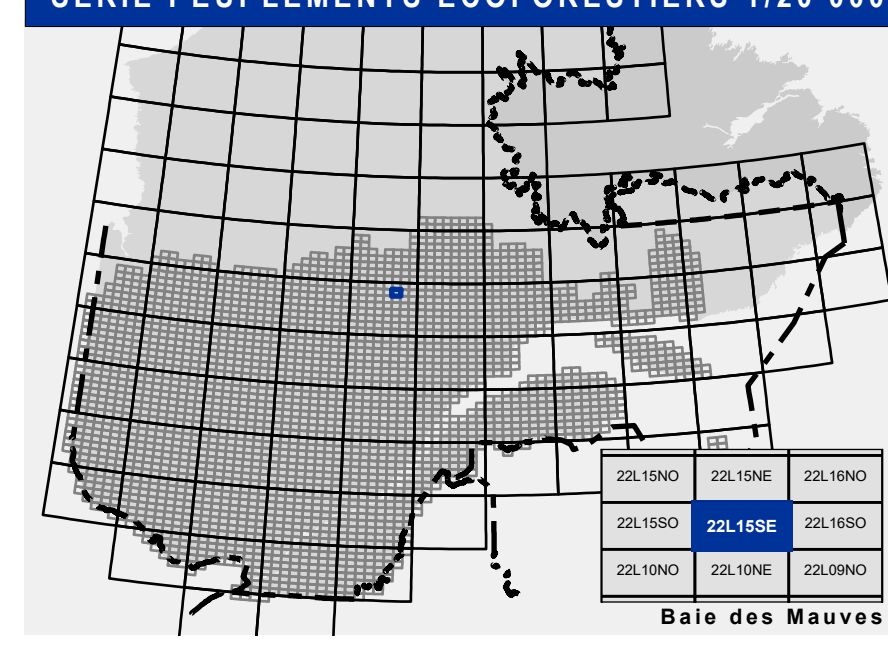 SÉRIE PEUPLEMENTS ÉCOFORESTIERS 1/20 000
22L15NO 22L15NE 22L16NO
22L15SO 22L15SE 22L16SO
22L10NO 22L10NE 22L09NO
Baie des Mauves